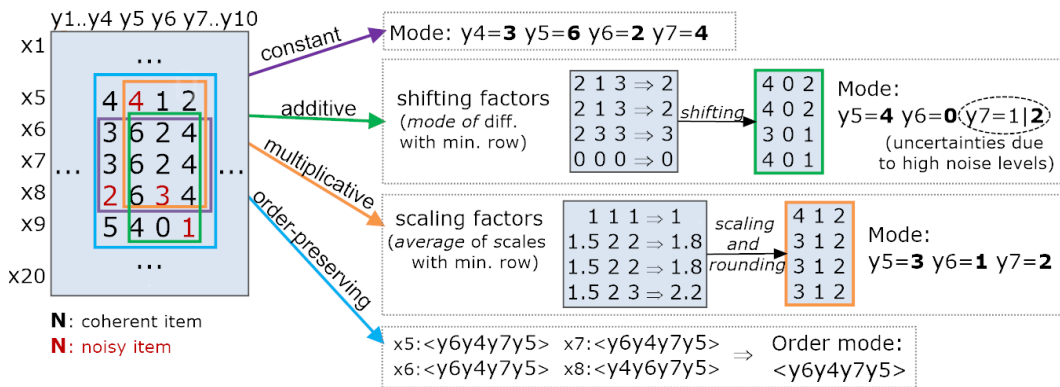 y1..y4 y5 y6 y7..y10
x1
...
x5 4 4 1 2
x6 3 6 2 4
x7 ... 3 6 2 4 ...
x8 2 6 3 4
x9 5 4 0 1
...
x20
N: coherent item
N: noisy item
constant
additive
multiplicative
order-preserving
Mode: y4=3 y5=6 y6=2 y7=4
shifting factors
(mode of diff.
with min. row)
2 1 3 ⇒ 2
2 1 3 ⇒ 2
2 3 3 ⇒ 3
0 0 0 ⇒ 0
shifting
4 0 2
4 0 2
3 0 1
4 0 1
Mode:
y5=4 y6=0 y7=1|2
(uncertainties due
to high noise levels)
scaling factors
(average of scales
with min. row)
1 1 1 ⇒ 1
1.5 2 2 ⇒ 1.8
1.5 2 2 ⇒ 1.8
1.5 2 3 ⇒ 2.2
scaling
and
rounding
4 1 2
3 1 2
3 1 2
3 1 2
Mode:
y5=3 y6=1 y7=2
x5:<y6y4y7y5> x7:<y6y4y7y5> ⇒ Order mode:
x6:<y6y4y7y5> x8:<y4y6y7y5> <y6y4y7y5>